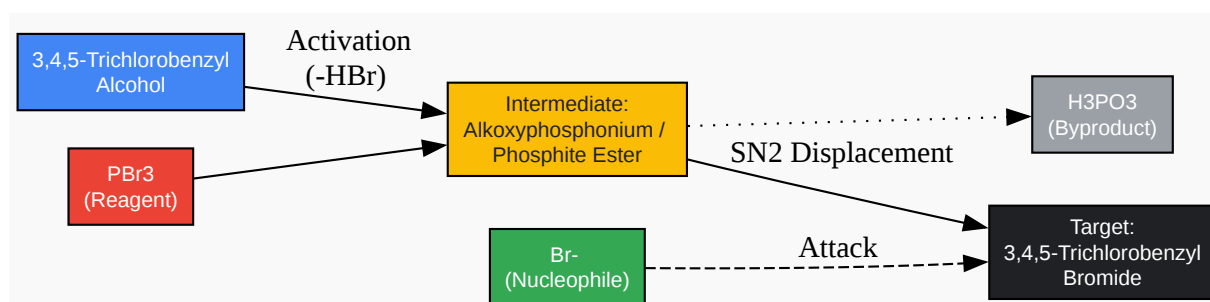 3,4,5-Trichlorobenzyl
Alcohol
Activation
(-HBr)
PBr3
(Reagent)
Intermediate:
Alkoxyphosphonium /
Phosphite Ester
H3PO3
(Byproduct)
SN2 Displacement
Br-
(Nucleophile)
Attack
Target:
3,4,5-Trichlorobenzyl
Bromide